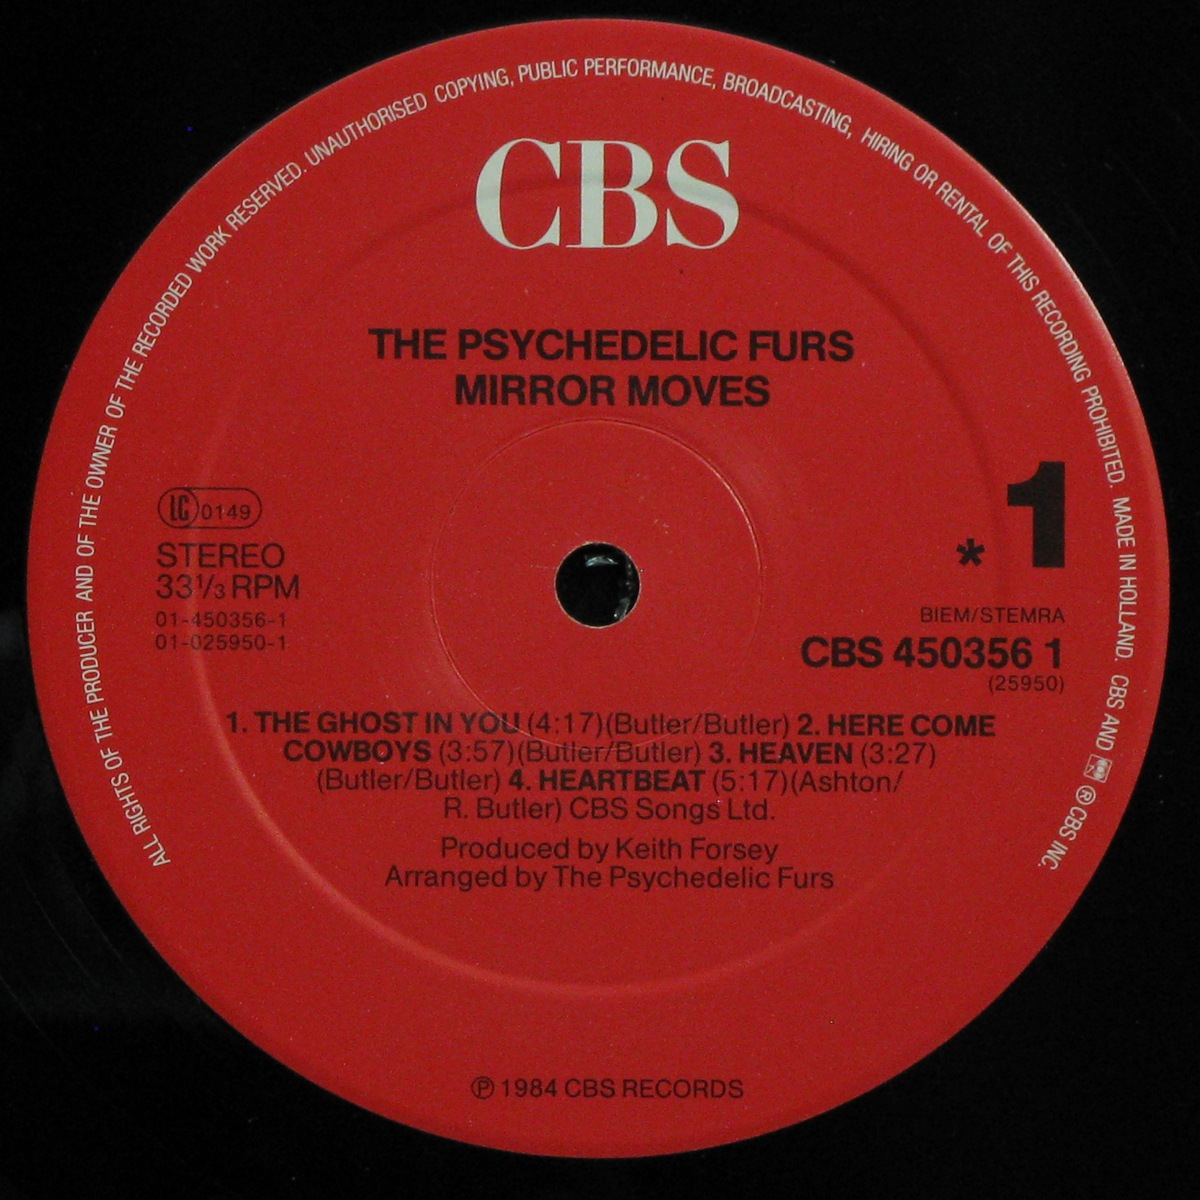 ALL RIGHTS OF THE PRODUCER AND OF THE OWNER OF THE RECORDED WORK RESERVED. UNAUTHORISED COPYING, PUBLIC PERFORMANCE, BROADCASTING, HIRING OR RENTAL OF THIS RECORDING PROHIBITED. MADE IN HOLLAND. CBS AND ® CBS INC.
CBS
THE PSYCHEDELIC FURS
MIRROR MOVES
LC 0149
STEREO
33⅓ RPM
01-450356-1
01-025950-1
* 1
BIEM/STEMRA
CBS 450356 1
(25950)
1. THE GHOST IN YOU (4:17)(Butler/Butler) 2. HERE COME
COWBOYS (3:57)(Butler/Butler) 3. HEAVEN (3:27)
(Butler/Butler) 4. HEARTBEAT (5:17)(Ashton/
R. Butler) CBS Songs Ltd.
Produced by Keith Forsey
Arranged by The Psychedelic Furs
℗ 1984 CBS RECORDS